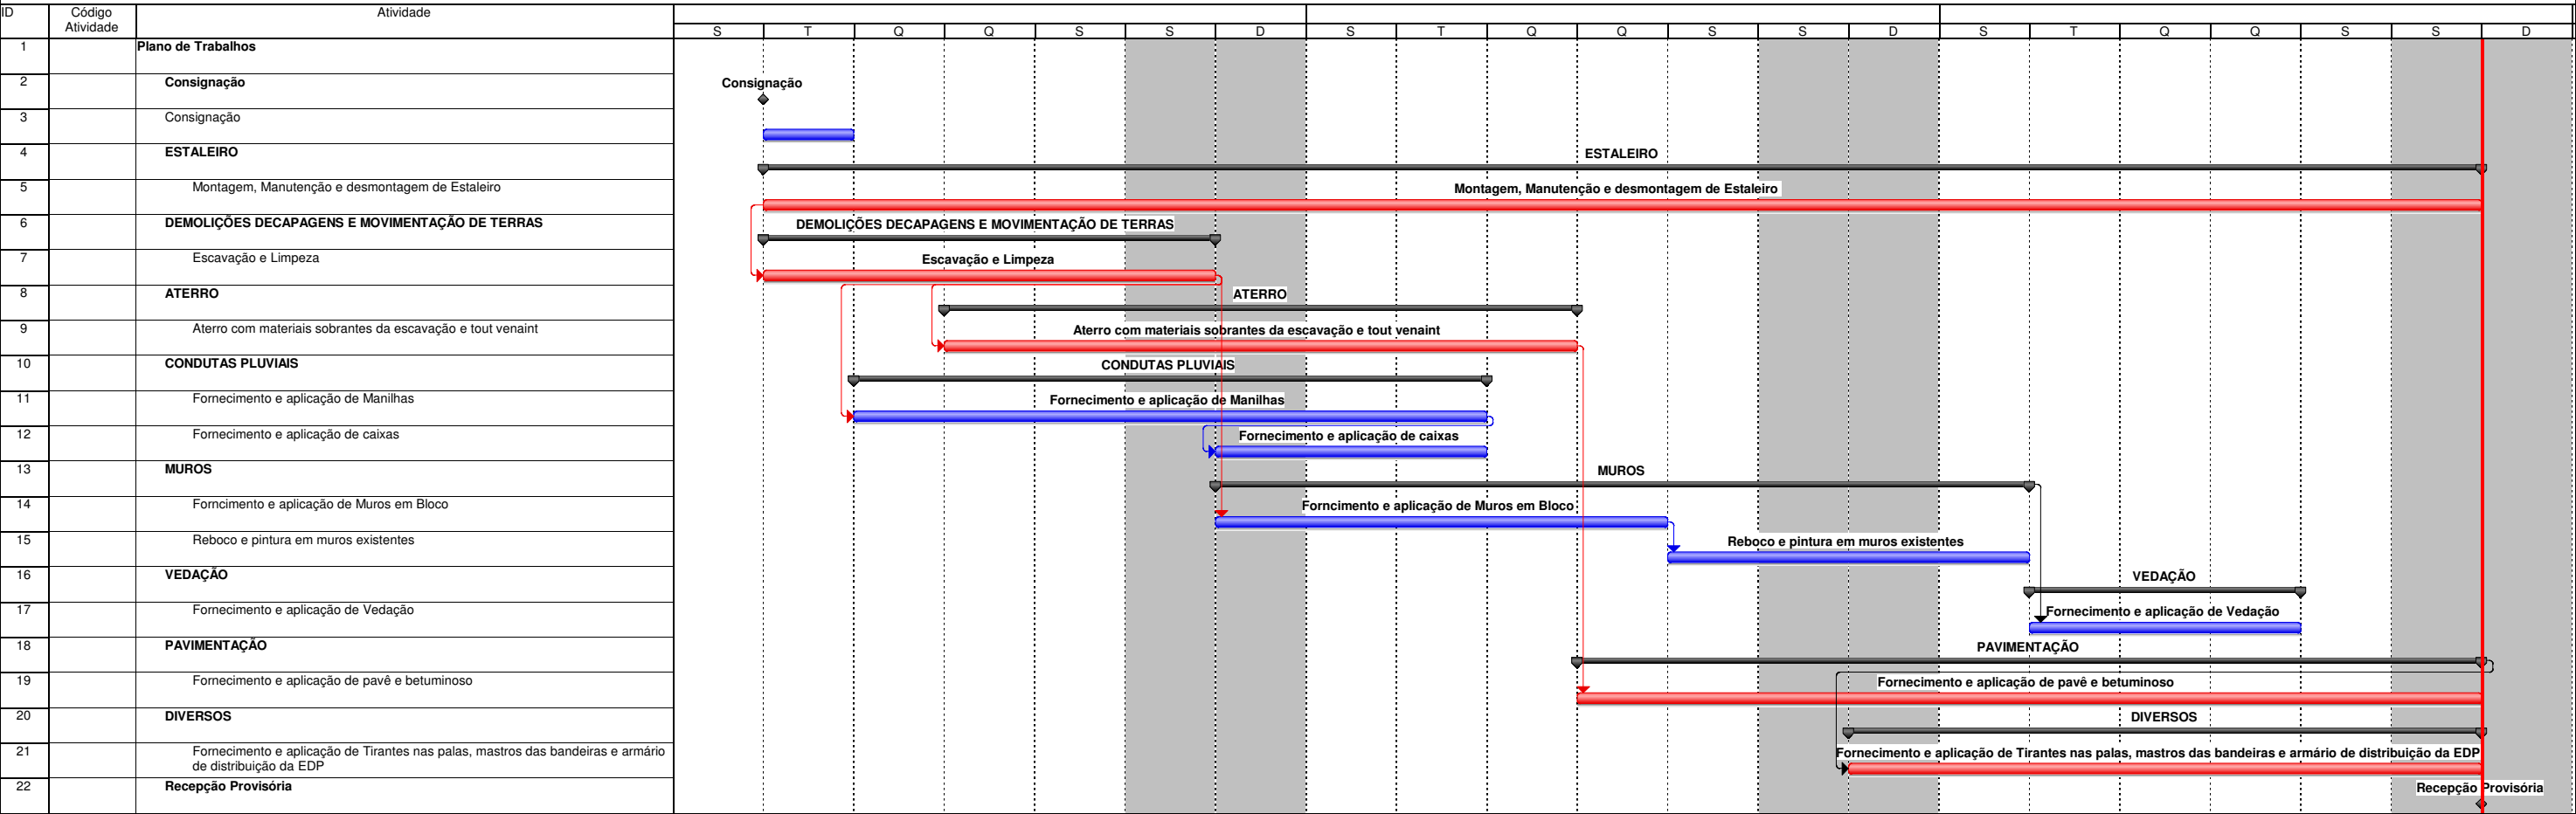 ID
Código
Atividade
Atividade
S T Q Q S S D S T Q Q S S D S T Q Q S S D
1 Plano de Trabalhos
2 Consignação
Consignação
3 Consignação
4 ESTALEIRO
ESTALEIRO
5 Montagem, Manutenção e desmontagem de Estaleiro
Montagem, Manutenção e desmontagem de Estaleiro
6 DEMOLIÇÕES DECAPAGENS E MOVIMENTAÇÃO DE TERRAS
DEMOLIÇÕES DECAPAGENS E MOVIMENTAÇÃO DE TERRAS
7 Escavação e Limpeza
Escavação e Limpeza
8 ATERRO
ATERRO
9 Aterro com materiais sobrantes da escavação e tout venaint
Aterro com materiais sobrantes da escavação e tout venaint
10 CONDUTAS PLUVIAIS
CONDUTAS PLUVIAIS
11 Fornecimento e aplicação de Manilhas
Fornecimento e aplicação de Manilhas
12 Fornecimento e aplicação de caixas
Fornecimento e aplicação de caixas
13 MUROS
MUROS
14 Forncimento e aplicação de Muros em Bloco
Forncimento e aplicação de Muros em Bloco
15 Reboco e pintura em muros existentes
Reboco e pintura em muros existentes
16 VEDAÇÃO
VEDAÇÃO
17 Fornecimento e aplicação de Vedação
Fornecimento e aplicação de Vedação
18 PAVIMENTAÇÃO
PAVIMENTAÇÃO
19 Fornecimento e aplicação de pavê e betuminoso
Fornecimento e aplicação de pavê e betuminoso
20 DIVERSOS
DIVERSOS
21 Fornecimento e aplicação de Tirantes nas palas, mastros das bandeiras e armário
de distribuição da EDP
Fornecimento e aplicação de Tirantes nas palas, mastros das bandeiras e armário de distribuição da EDP
22 Recepção Provisória
Recepção Provisória